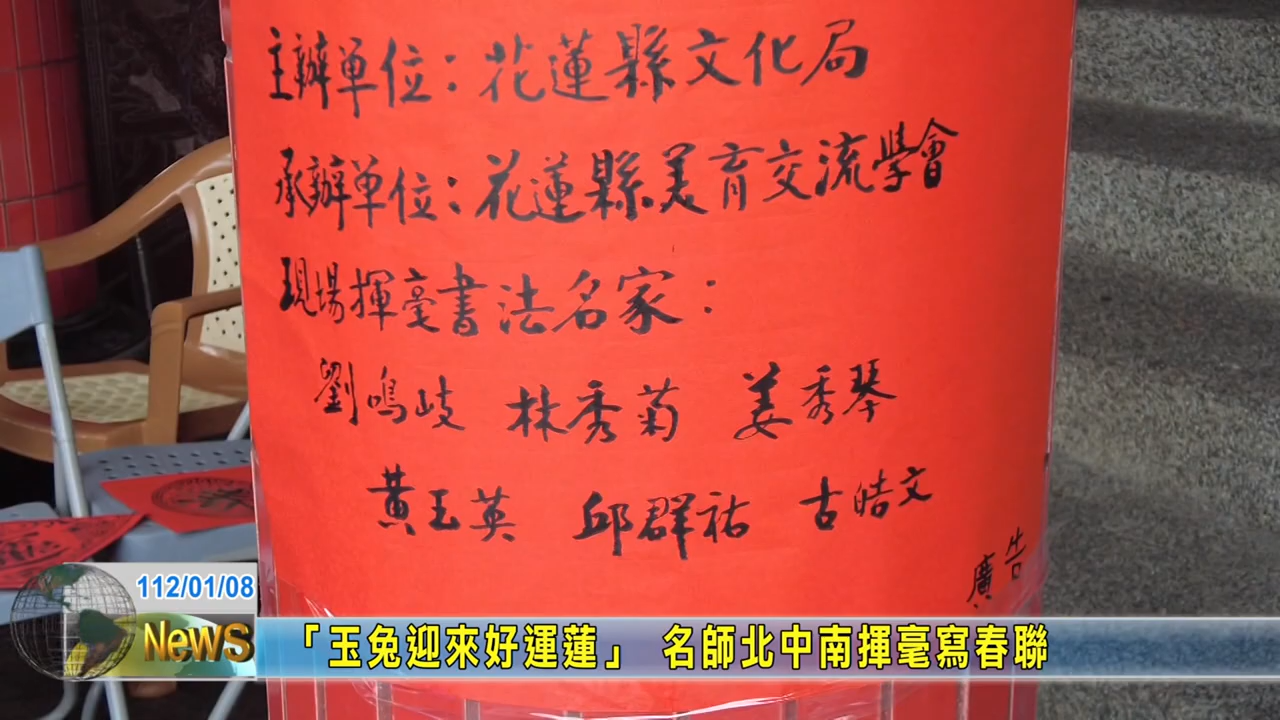 主辦單位：花蓮縣文化局
承辦單位：花蓮縣美育交流學會
現場揮毫書法名家：
劉鳴岐 林秀菊 姜秀琴
黃玉英 邱群祐 古皓文
廣告
112/01/08
News
「玉兔迎來好運蓮」 名師北中南揮毫寫春聯